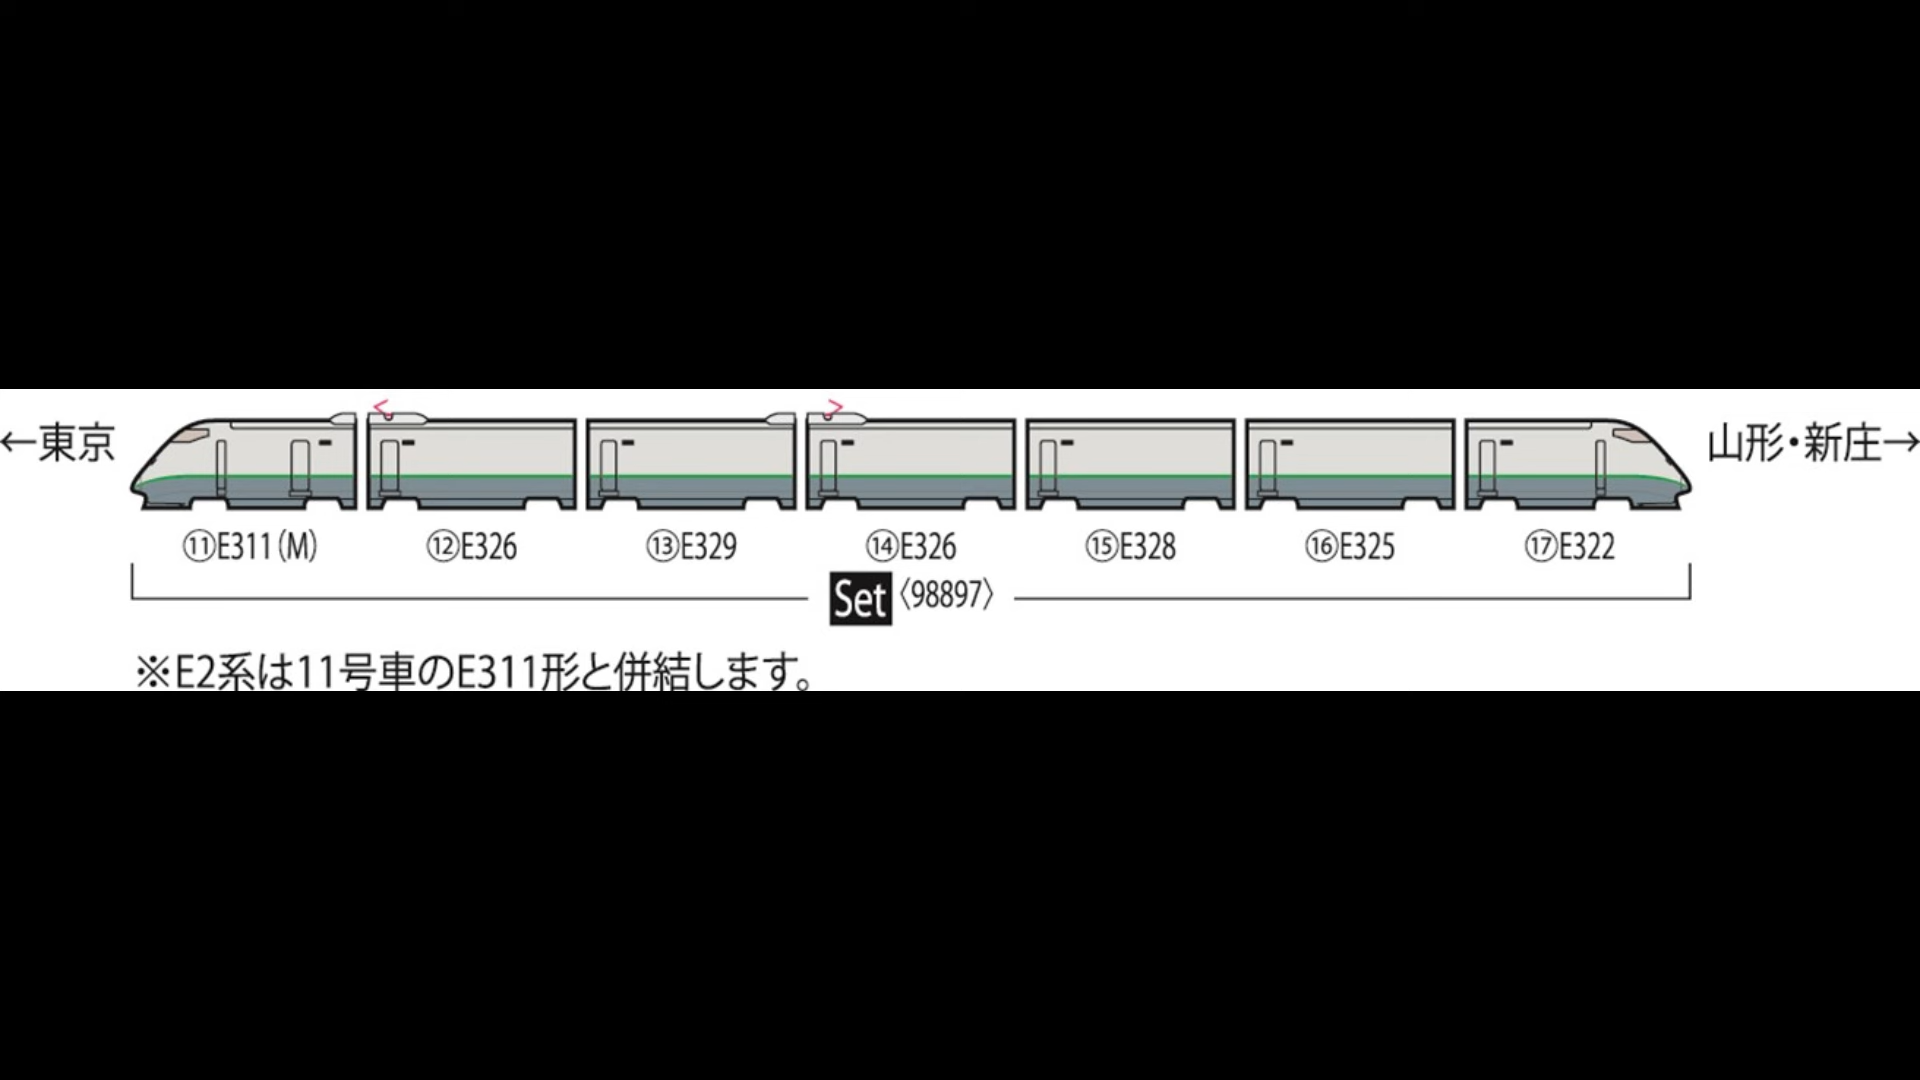 ←東京
山形・新庄→
⑪E311(M) ⑫E326 ⑬E329 ⑭E326 ⑮E328 ⑯E325 ⑰E322
Set〈98897〉
※E2系は11号車のE311形と併結します。